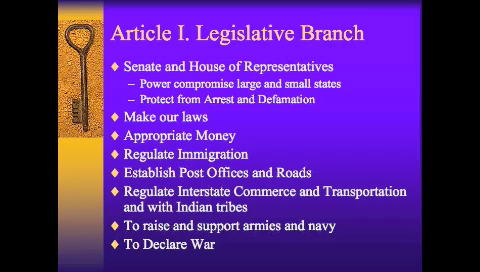 Article I. Legislative Branch
♦ Senate and House of Representatives
– Power compromise large and small states
– Protect from Arrest and Defamation
♦ Make our laws
♦ Appropriate Money
♦ Regulate Immigration
♦ Establish Post Offices and Roads
♦ Regulate Interstate Commerce and Transportation
and with Indian tribes
♦ To raise and support armies and navy
♦ To Declare War